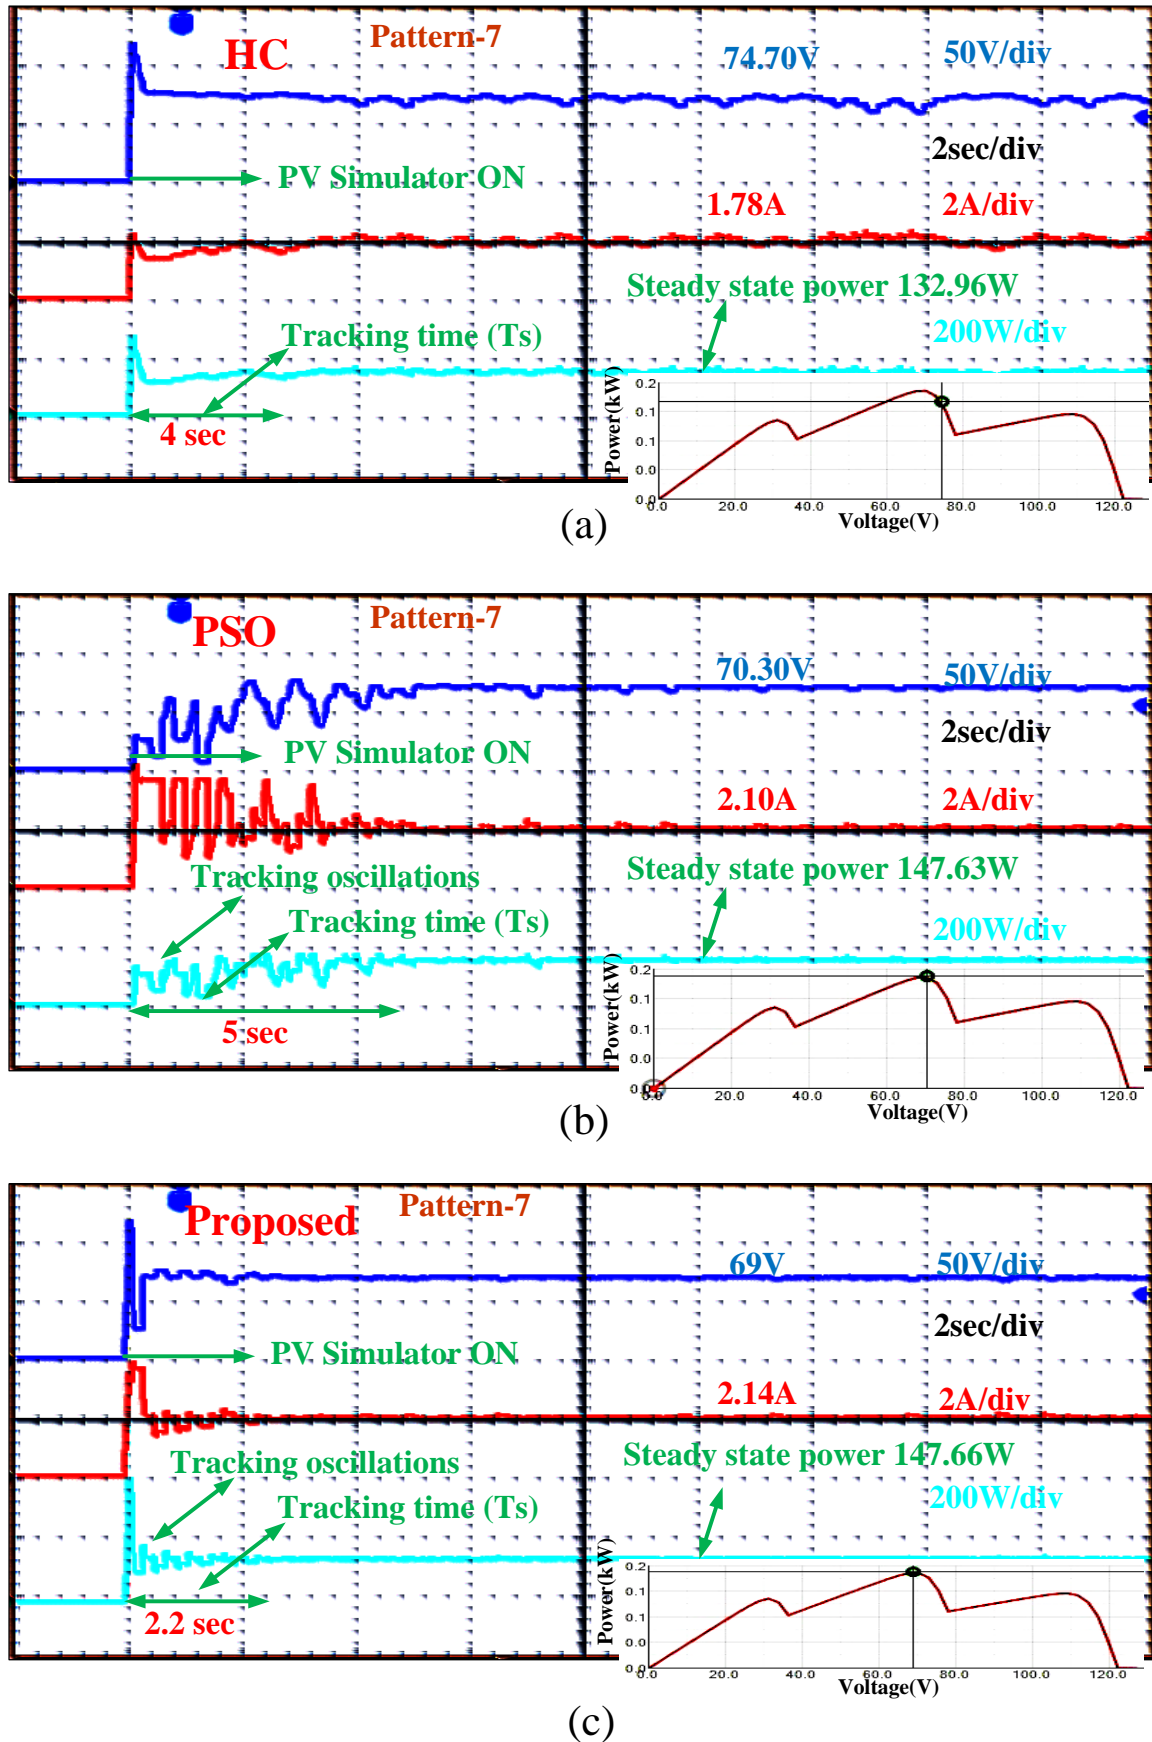 Pattern-7
HC
74.70V
50V/div
2sec/div
PV Simulator ON
1.78A
2A/div
Steady state power 132.96W
Tracking time (Ts)
200W/div
4 sec
Power(kW)
0.2
0.1
0.1
0.0
0.0
0.0 20.0 40.0 60.0 80.0 100.0 120.0
Voltage(V)
(a)
PSO
Pattern-7
70.30V
50V/div
2sec/div
PV Simulator ON
2.10A
2A/div
Tracking oscillations
Steady state power 147.63W
Tracking time (Ts)
200W/div
5 sec
Power(kW)
0.2
0.1
0.1
0.0
20.0 40.0 60.0 80.0 100.0 120.0
Voltage(V)
(b)
Proposed
Pattern-7
69V
50V/div
2sec/div
PV Simulator ON
2.14A
2A/div
Tracking oscillations
Steady state power 147.66W
Tracking time (Ts)
200W/div
2.2 sec
Power(kW)
0.2
0.1
0.1
0.0
0.0
0.0 20.0 40.0 60.0 80.0 100.0 120.0
Voltage(V)
(c)